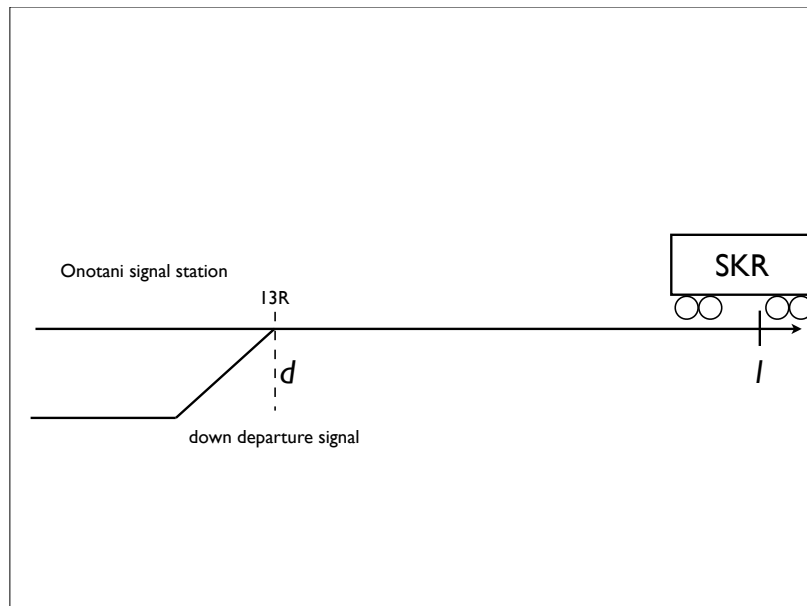 SKR
Onotani signal station
13R
d
l
down departure signal